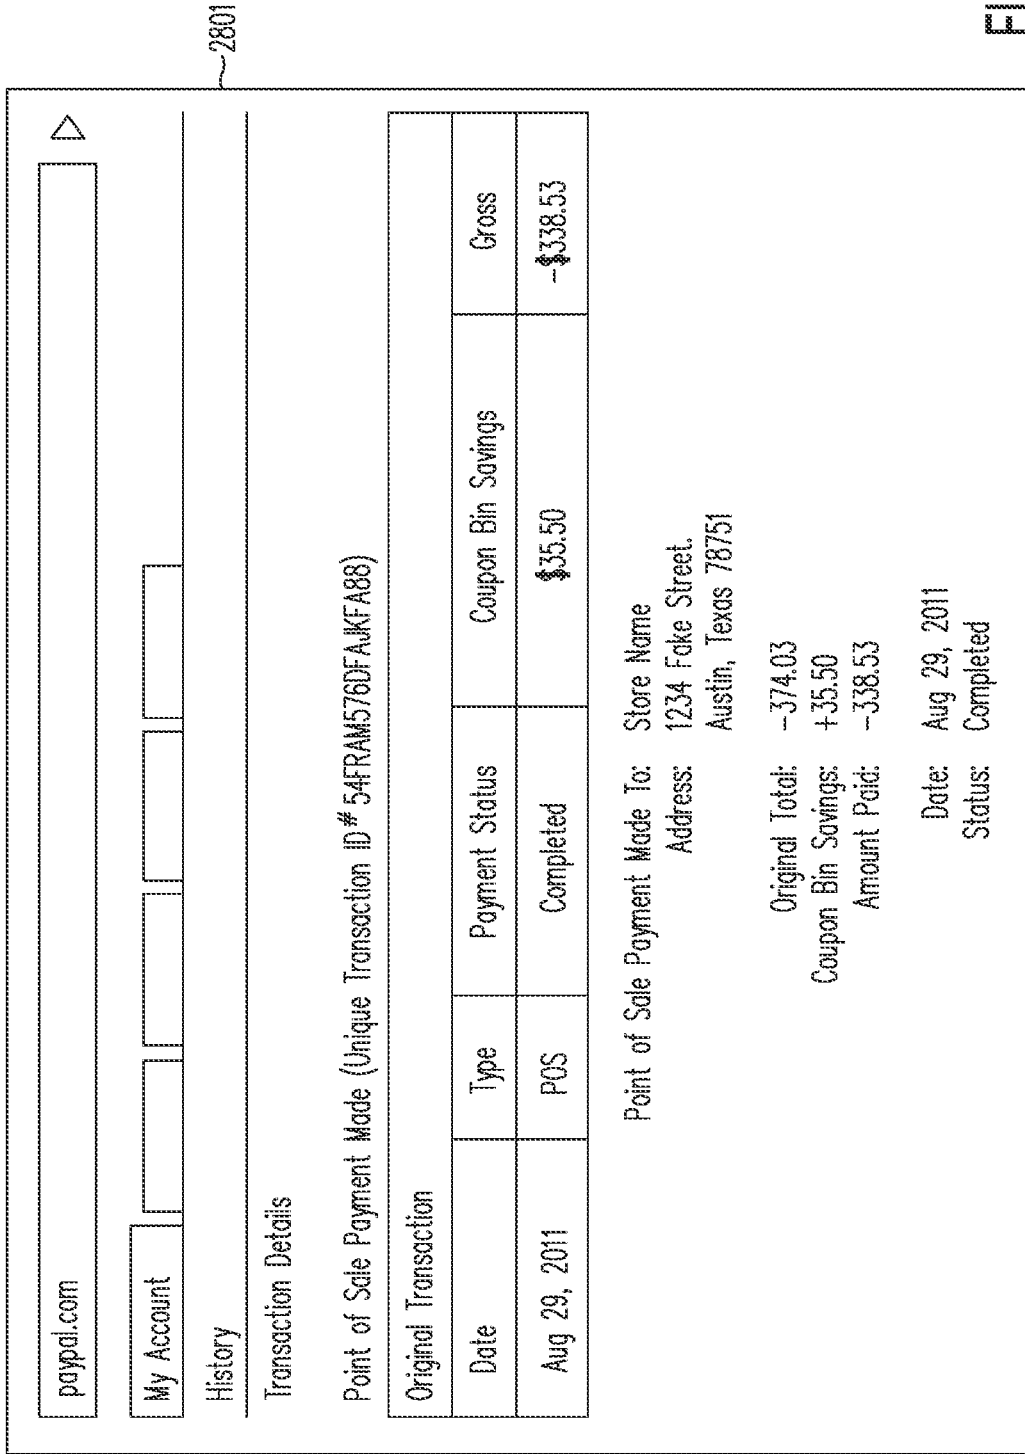 paypal.com
My Account
History
Transaction Details
Point of Sale Payment Made (Unique Transaction ID# 54FRAM576DFAJKFA88)
Original Transaction
Date Type Payment Status Coupon Bin Savings Gross
Aug 29, 2011 POS Completed $35.50 -$338.53
Point of Sale Payment Made To: Store Name
Address: 1234 Fake Street.
Austin, Texas 78751
Original Total: -374.03
Coupon Bin Savings: +35.50
Amount Paid: -338.53
Date: Aug 29, 2011
Status: Completed
2801